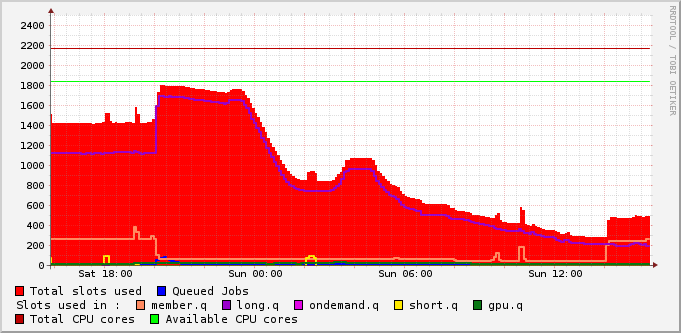 RRDTOOL / TOBI OETIKER
2400
2200
2000
1800
1600
1400
1200
1000
800
600
400
200
0
Sat 18:00 Sun 00:00 Sun 06:00 Sun 12:00
Total slots used Queued Jobs
Slots used in : member.q long.q ondemand.q short.q gpu.q
Total CPU cores Available CPU cores